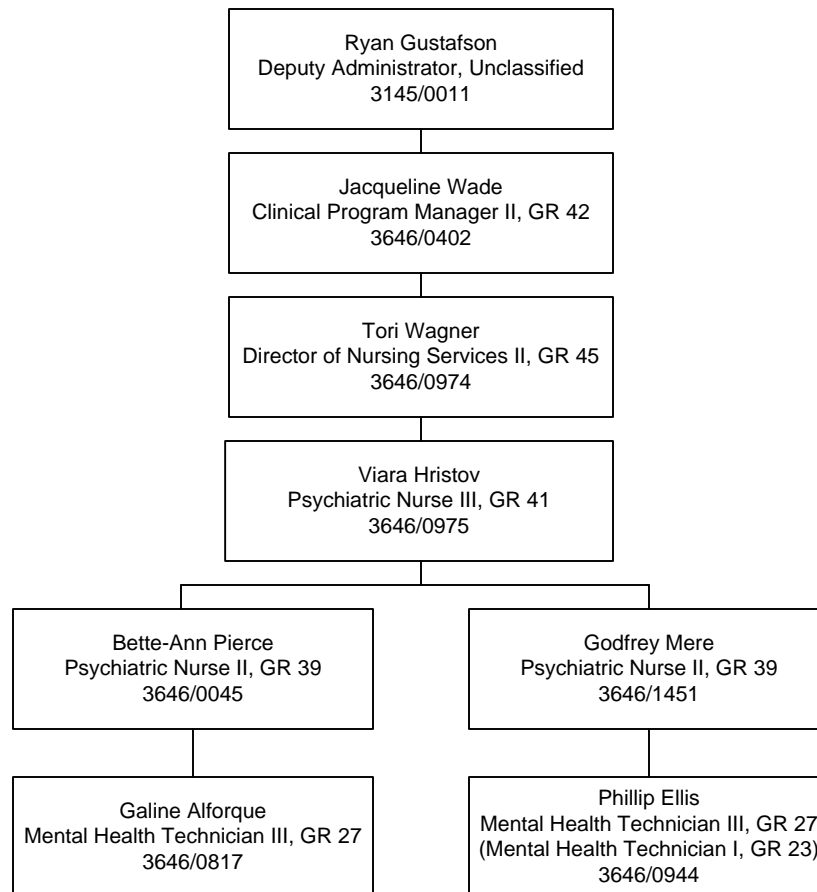 Ryan Gustafson
Deputy Administrator, Unclassified
3145/0011
Jacqueline Wade
Clinical Program Manager II, GR 42
3646/0402
Tori Wagner
Director of Nursing Services II, GR 45
3646/0974
Viara Hristov
Psychiatric Nurse III, GR 41
3646/0975
Bette-Ann Pierce
Psychiatric Nurse II, GR 39
3646/0045
Godfrey Mere
Psychiatric Nurse II, GR 39
3646/1451
Galine Alforque
Mental Health Technician III, GR 27
3646/0817
Phillip Ellis
Mental Health Technician III, GR 27
(Mental Health Technician I, GR 23)
3646/0944